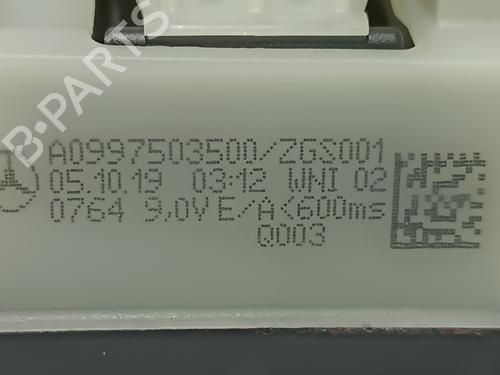 B-PARTS
A0997503500/ZGS001
05.10.19 03:12 WNI 02
0764 9,0V E/A<600ms
Q003